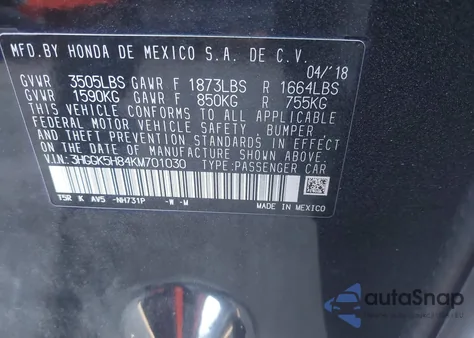 MFD.BY HONDA DE MEXICO S.A. DE C.V.
04/'18
GVWR 3505LBS GAWR F 1873LBS R 1664LBS
GVWR 1590KG GAWR F 850KG R 755KG
THIS VEHICLE CONFORMS TO ALL APPLICABLE
FEDERAL MOTOR VEHICLE SAFETY, BUMPER,
AND THEFT PREVENTION STANDARDS IN EFFECT
ON THE DATE OF MANUFACTURE SHOWN ABOVE.
V.I.N.: 3HGGK5H84KM701030 TYPE:PASSENGER CAR
T5R K AV5 -NH731P -W -M MADE IN MEXICO
autoSnap